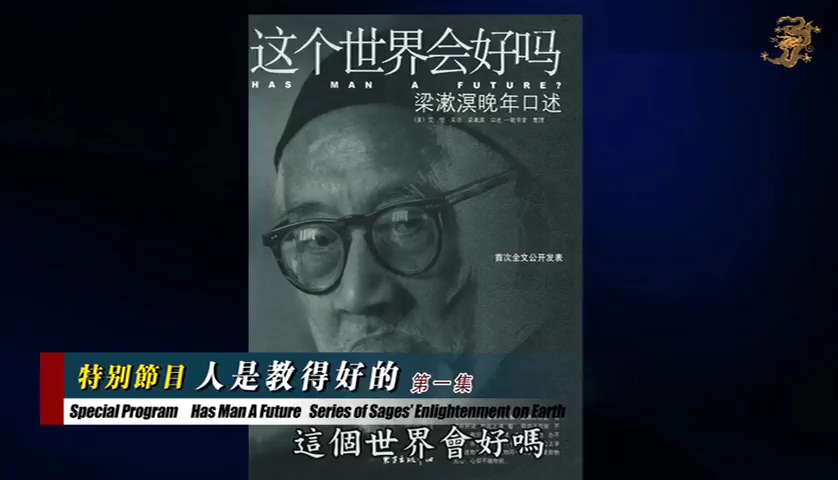 这个世界会好吗
HAS MAN A FUTURE?
梁漱溟晚年口述
首次全文公开发表
特别節目 人是教得好的 第一集
Special Program Has Man A Future Series of Sages' Enlightenment on Earth
這個世界會好嗎